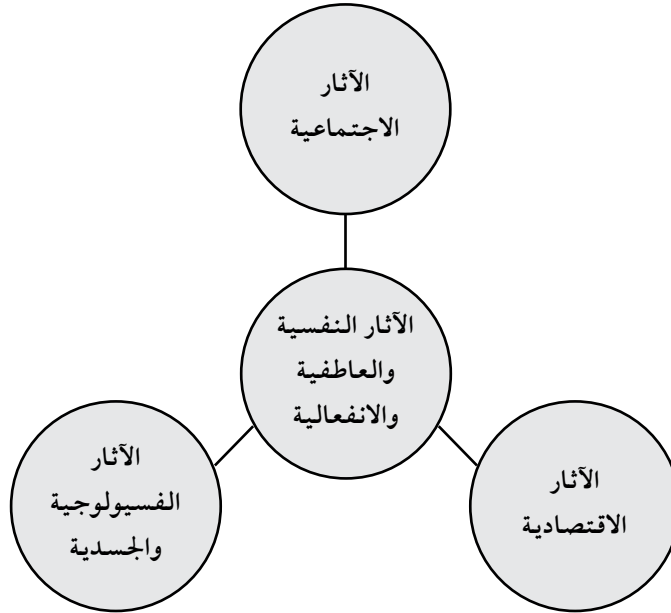 الآثار
الاجتماعية
الآثار النفسية
والعاطفية
والانفعالية
الآثار
الاقتصادية
الآثار
الفسيولوجية
والجسدية